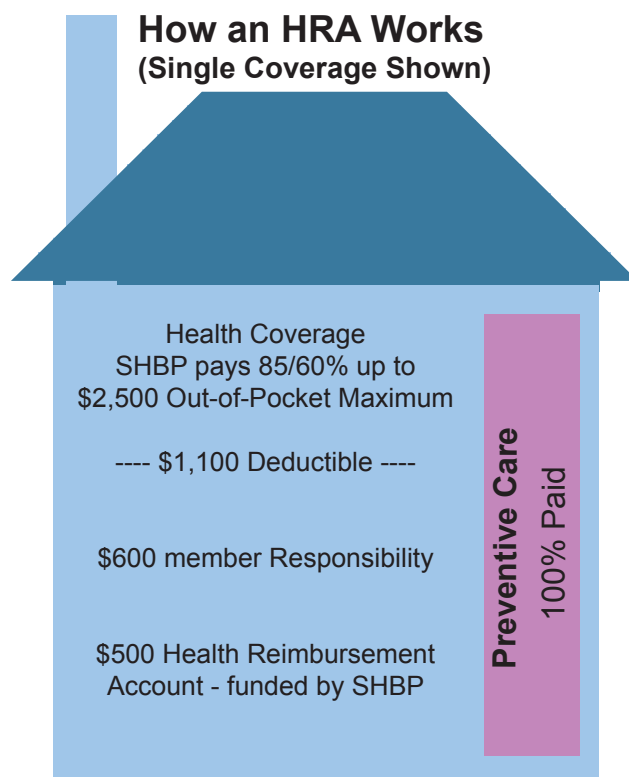 How an HRA Works
(Single Coverage Shown)
Health Coverage
SHBP pays 85/60% up to
$2,500 Out-of-Pocket Maximum
---- $1,100 Deductible ----
$600 member Responsibility
$500 Health Reimbursement
Account - funded by SHBP
Preventive Care
100% Paid